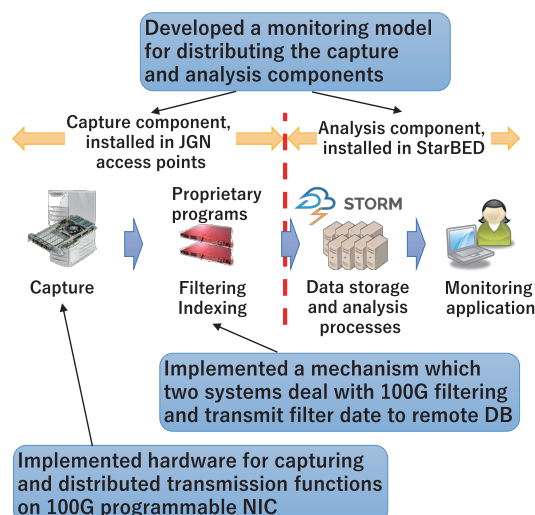 Developed a monitoring model
for distributing the capture
and analysis components
Capture component,
installed in JGN
access points
Analysis component,
installed in StarBED
Proprietary
programs
STORM
Capture
Filtering
Indexing
Data storage
and analysis
processes
Monitoring
application
Implemented a mechanism which
two systems deal with 100G filtering
and transmit filter date to remote DB
Implemented hardware for capturing
and distributed transmission functions
on 100G programmable NIC